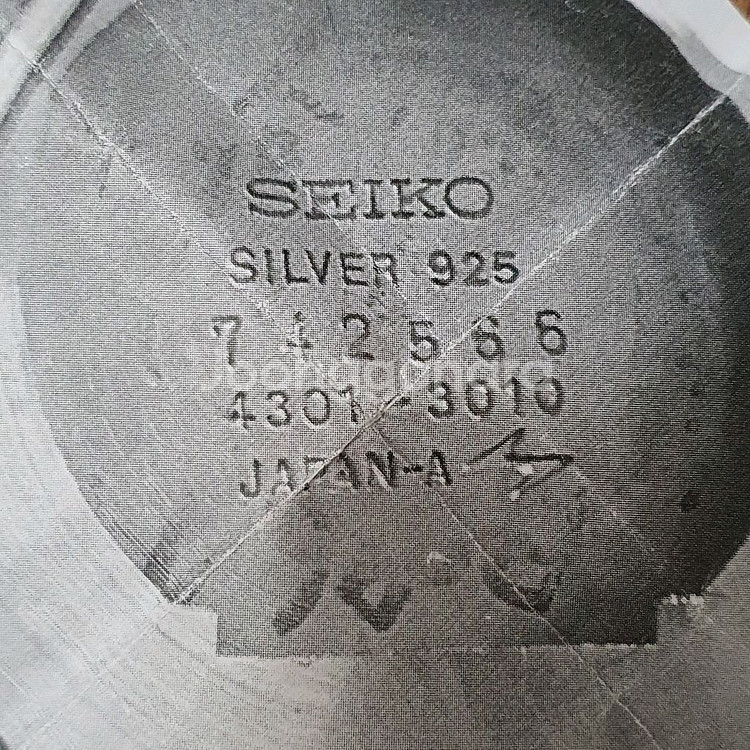 SEIKO
SILVER 925
742566
4301-3010
JAPAN-A